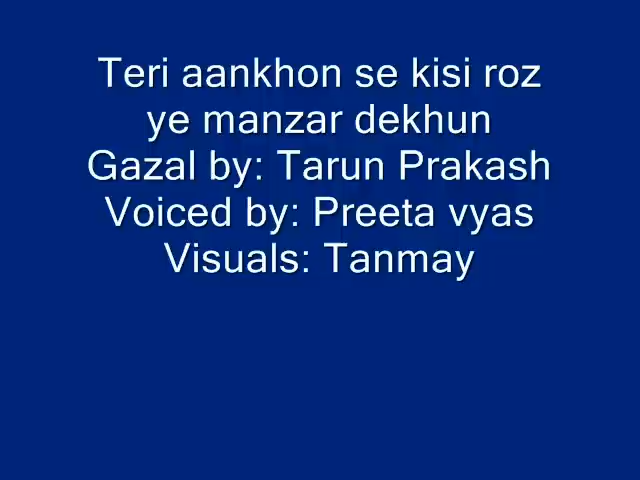 Teri aankhon se kisi roz
ye manzar dekhun
Gazal by: Tarun Prakash
Voiced by: Preeta vyas
Visuals: Tanmay